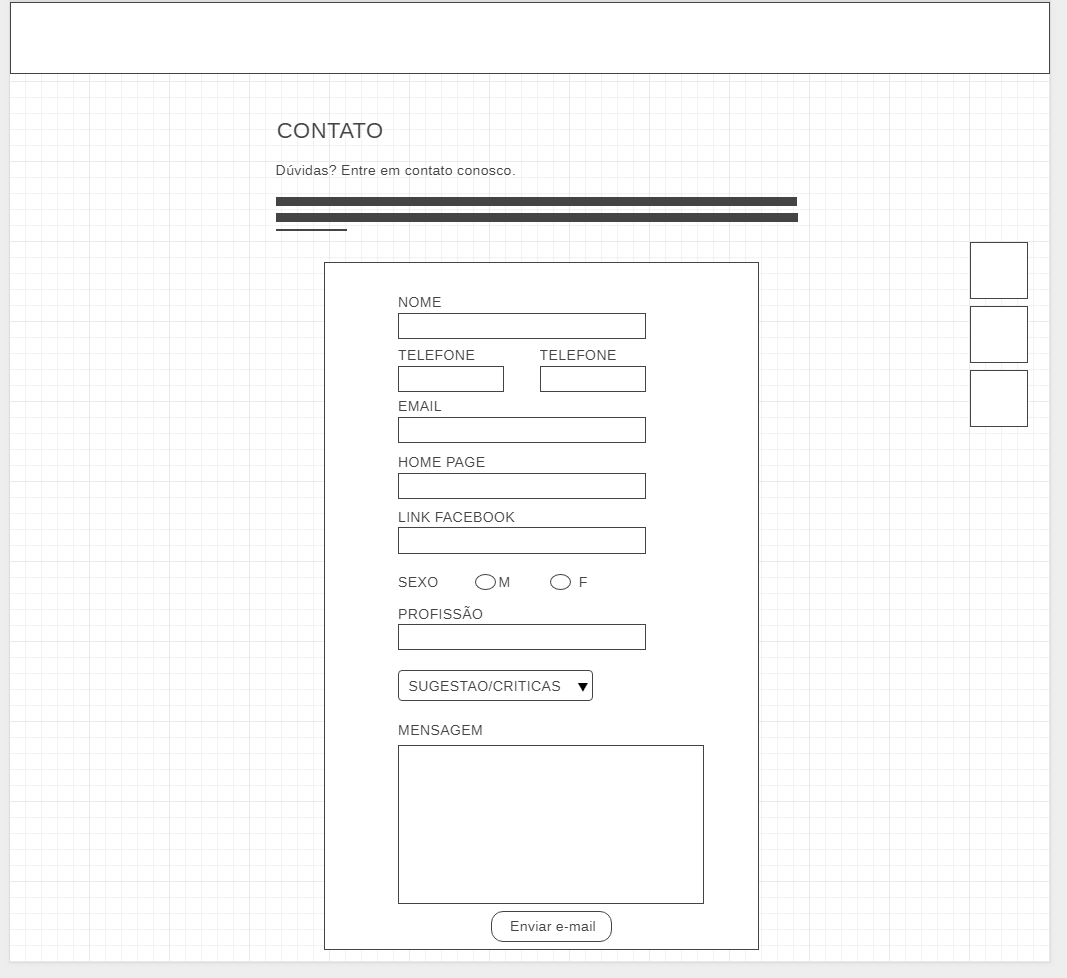 CONTATO
Dúvidas? Entre em contato conosco.
NOME
TELEFONE TELEFONE
EMAIL
HOME PAGE
LINK FACEBOOK
SEXO M F
PROFISSÃO
SUGESTAO/CRITICAS
MENSAGEM
Enviar e-mail